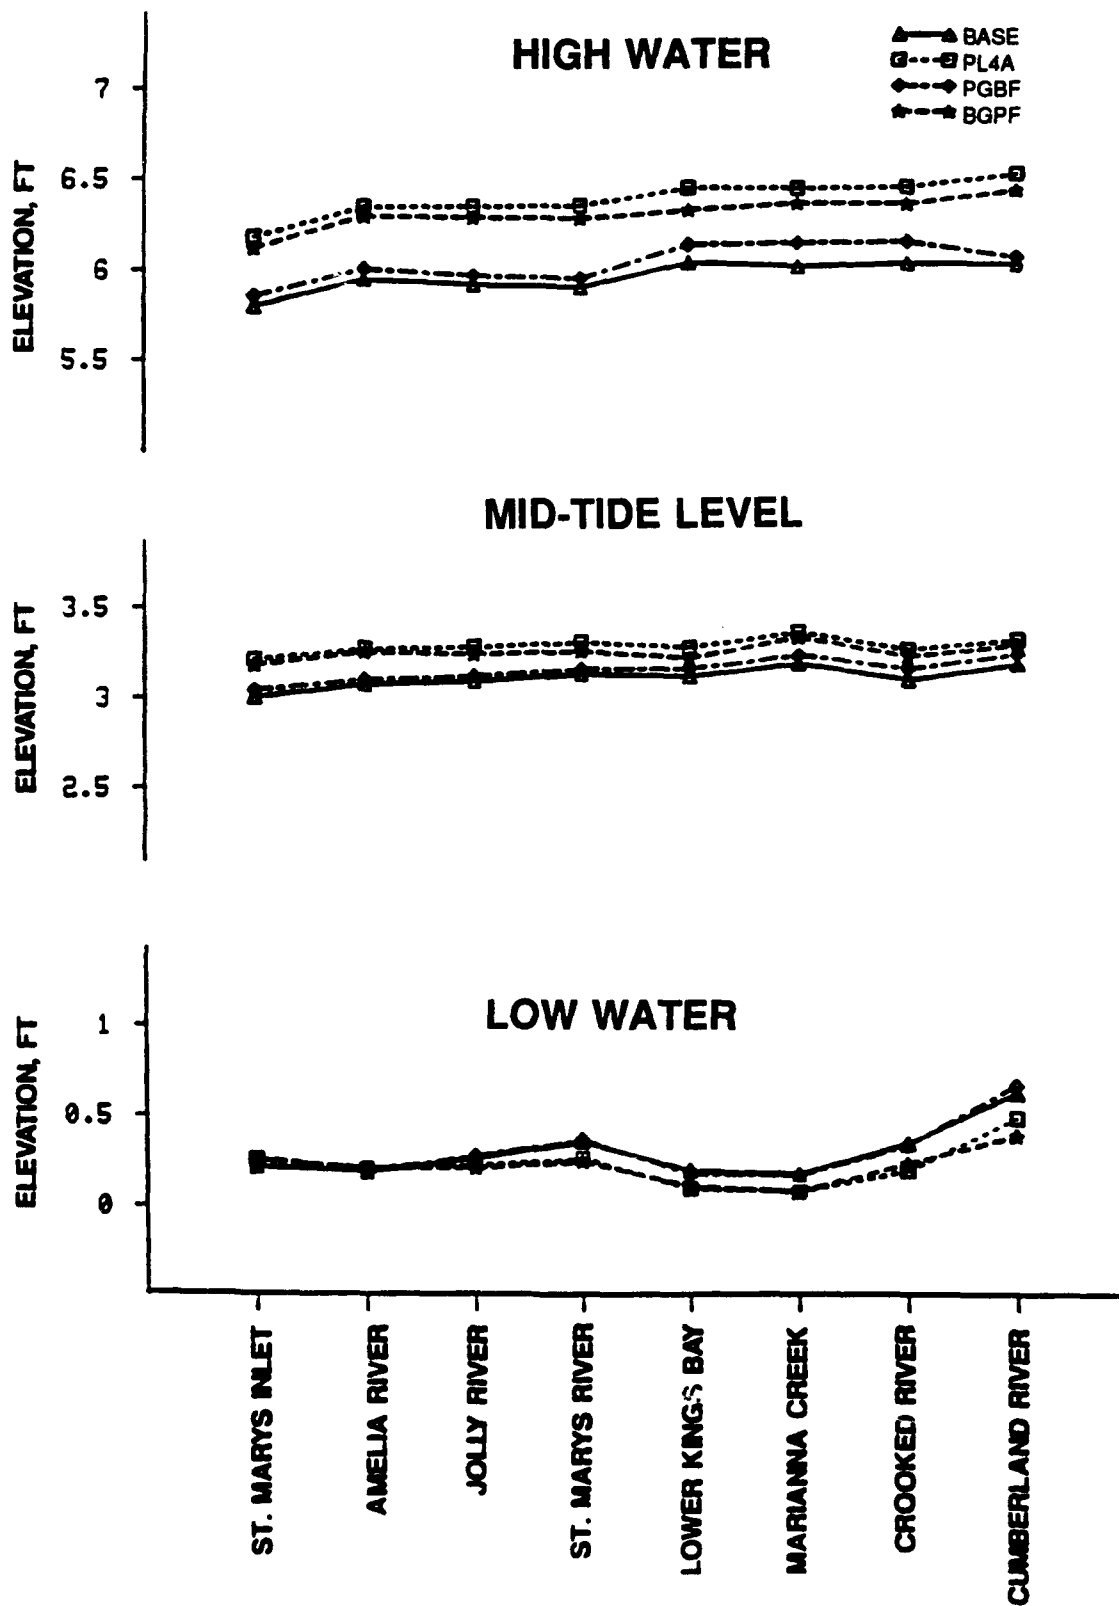 HIGH WATER
BASE
PL4A
PGBF
BGPF
ELEVATION, FT
7
6.5
6
5.5
MID-TIDE LEVEL
ELEVATION, FT
3.5
3
2.5
LOW WATER
ELEVATION, FT
1
0.5
0
ST. MARYS INLET
AMELIA RIVER
JOLLY RIVER
ST. MARYS RIVER
LOWER KINGS BAY
MARIANNA CREEK
CROOKED RIVER
CUMBERLAND RIVER